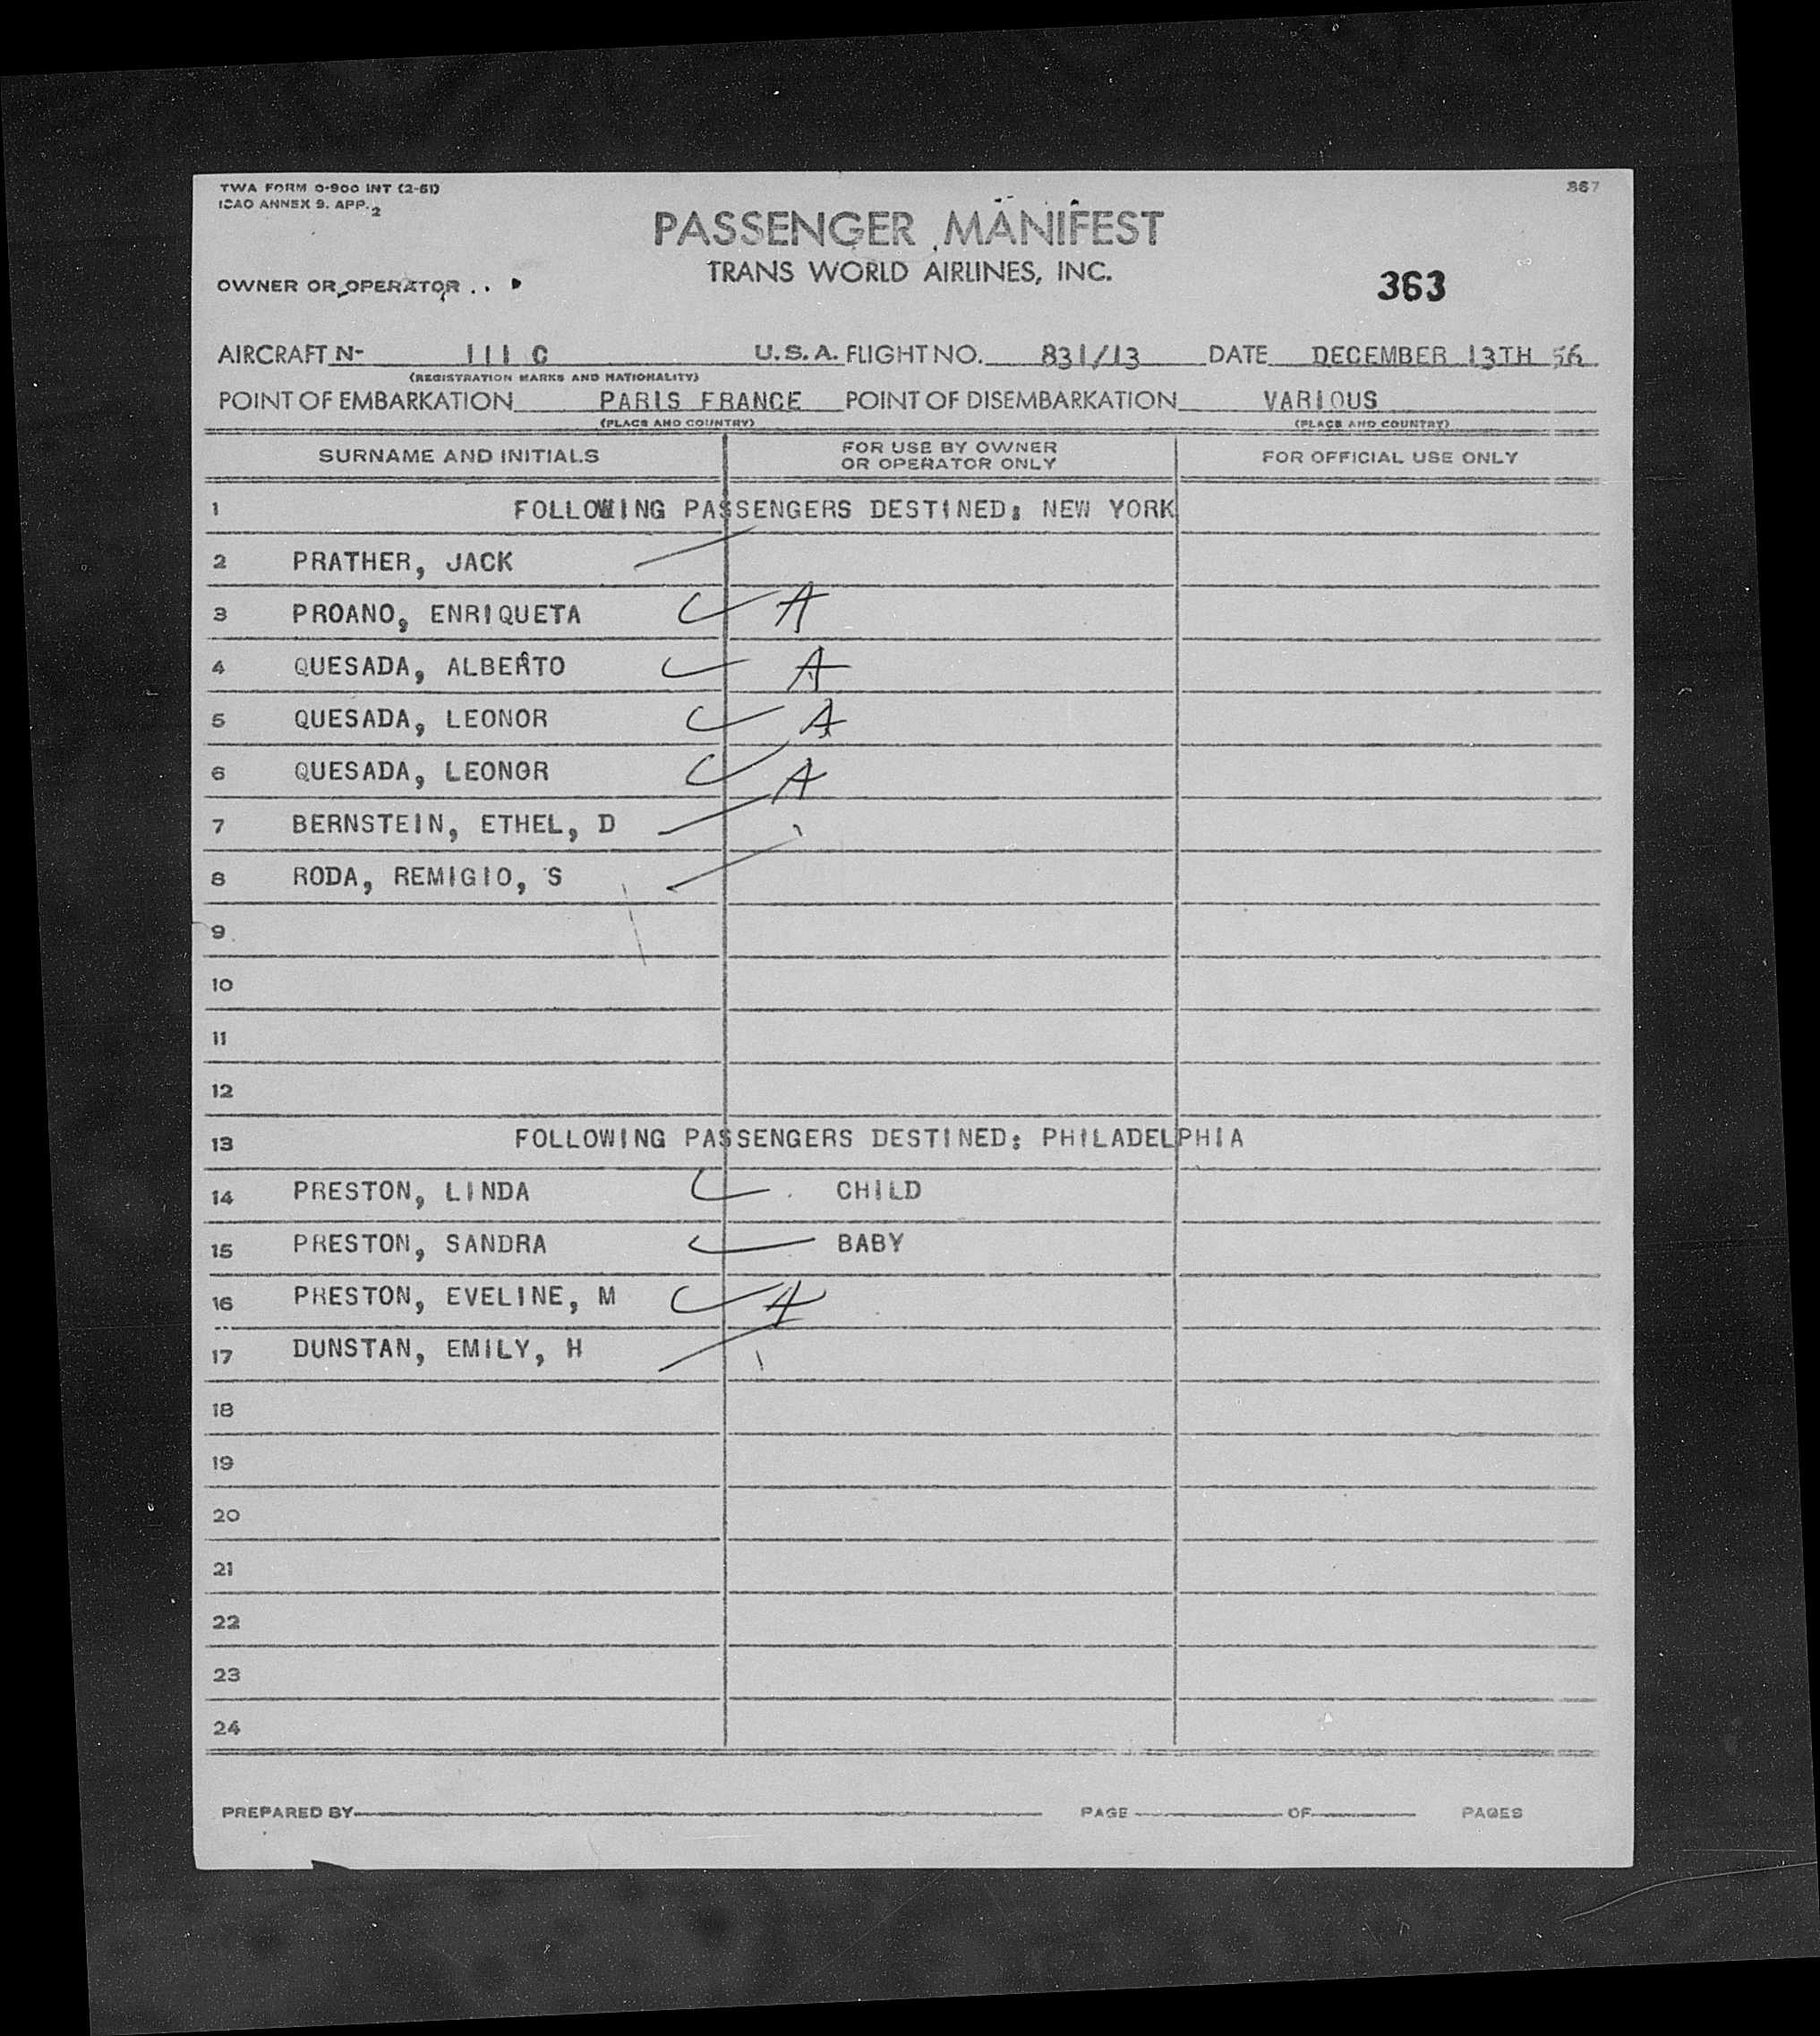 TWA FORM 0-900 INT (2-51)
ICAO ANNEX 9. APP. 2
367
PASSENGER MANIFEST
TRANS WORLD AIRLINES, INC.
OWNER OR OPERATOR . .
363
AIRCRAFT N- 111 C U.S.A. FLIGHT NO. 831/13 DATE DECEMBER 13TH 56
(REGISTRATION MARKS AND NATIONALITY)
POINT OF EMBARKATION PARIS FRANCE POINT OF DISEMBARKATION VARIOUS
(PLACE AND COUNTRY) (PLACE AND COUNTRY)
SURNAME AND INITIALS FOR USE BY OWNER OR OPERATOR ONLY FOR OFFICIAL USE ONLY
1 FOLLOWING PASSENGERS DESTINED: NEW YORK
2 PRATHER, JACK
3 PROANO, ENRIQUETA A
4 QUESADA, ALBERTO A
5 QUESADA, LEONOR A
6 QUESADA, LEONOR A
7 BERNSTEIN, ETHEL, D
8 RODA, REMIGIO, S
9
10
11
12
13 FOLLOWING PASSENGERS DESTINED: PHILADELPHIA
14 PRESTON, LINDA CHILD
15 PRESTON, SANDRA BABY
16 PRESTON, EVELINE, M A
17 DUNSTAN, EMILY, H
18
19
20
21
22
23
24
PREPARED BY PAGE OF PAGES